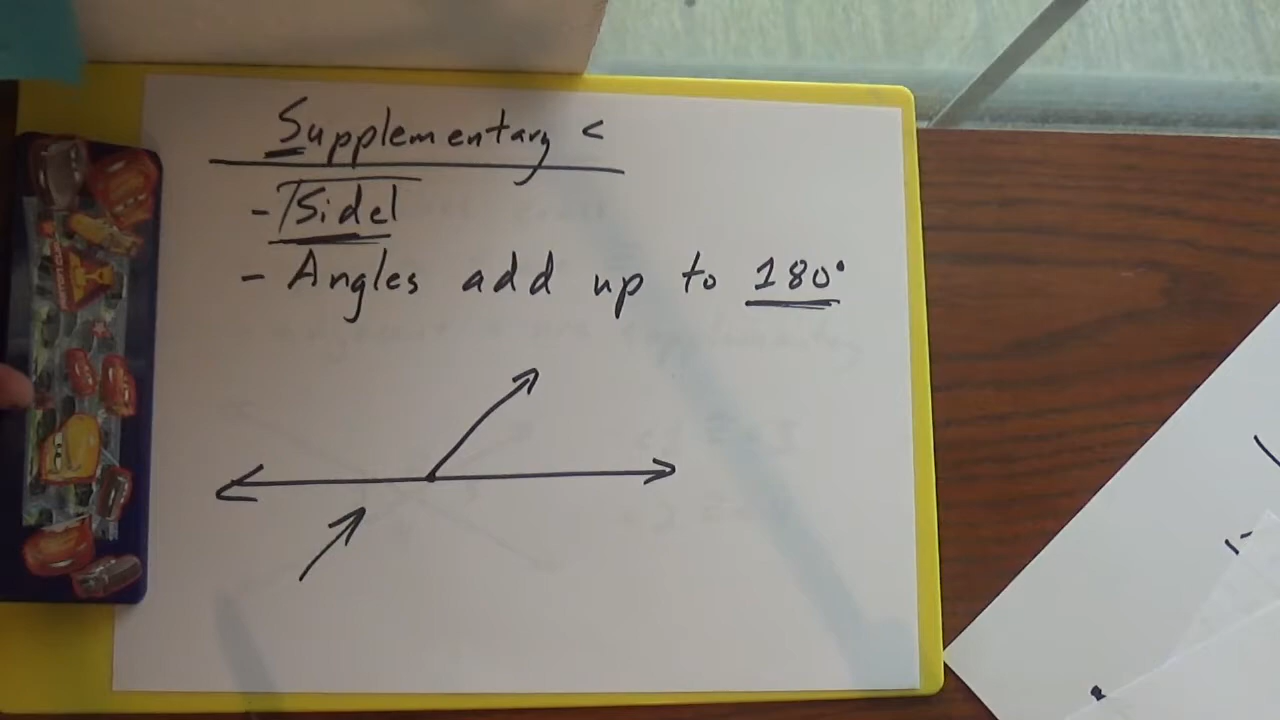 Supplementary <
- Side
- Angles add up to 180°